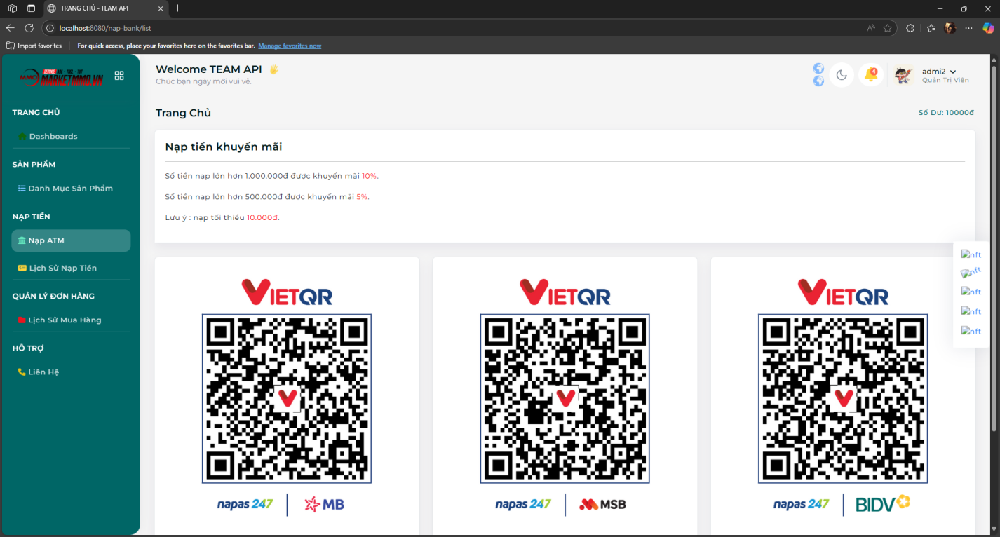 TRANG CHỦ - TEAM API
localhost:8080/nap-bank/list
Import favorites
For quick access, place your favorites here on the favorites bar. Manage favorites now
MMO MARKETMMO.VN
Welcome TEAM API 👋
Chúc bạn ngày mới vui vẻ.
4
admi2
Quản Trị Viên
TRANG CHỦ
Dashboards
SẢN PHẨM
Danh Mục Sản Phẩm
NẠP TIỀN
Nạp ATM
Lịch Sử Nạp Tiền
QUẢN LÝ ĐƠN HÀNG
Lịch Sử Mua Hàng
HỖ TRỢ
Liên Hệ
Trang Chủ
Số Dư: 10000đ
Nạp tiền khuyến mãi
Số tiền nạp lớn hơn 1.000.000đ được khuyến mãi 10%.
Số tiền nạp lớn hơn 500.000đ được khuyến mãi 5%.
Lưu ý : nạp tối thiểu 10.000đ.
VIETQR
napas 247
MB
VIETQR
napas 247
MSB
VIETQR
napas 247
BIDV
nft
nft
nft
nft
nft